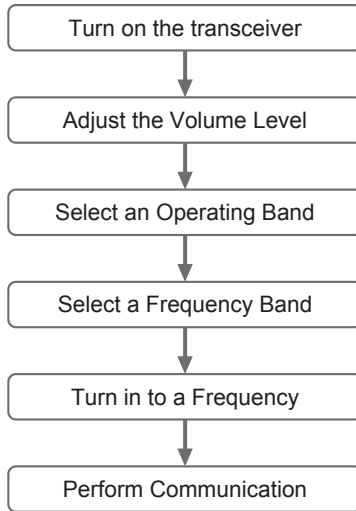 Turn on the transceiver
Adjust the Volume Level
Select an Operating Band
Select a Frequency Band
Turn in to a Frequency
Perform Communication